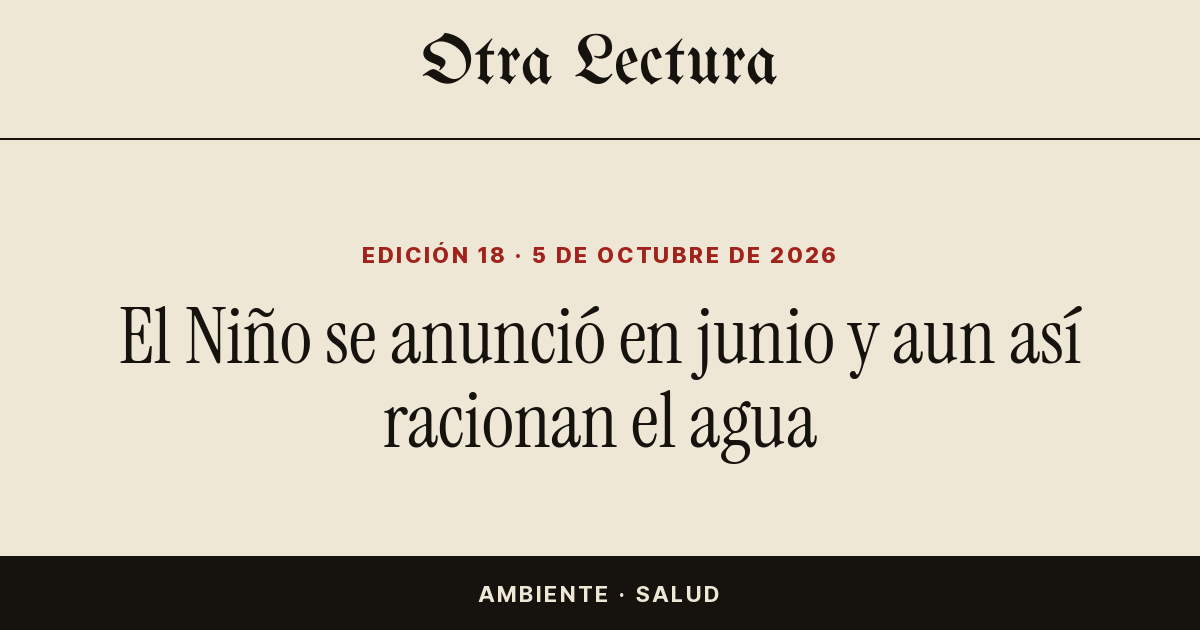 Otra Lectura
EDICIÓN 18 · 5 DE OCTUBRE DE 2026
El Niño se anunció en junio y aun así
racionan el agua
AMBIENTE · SALUD